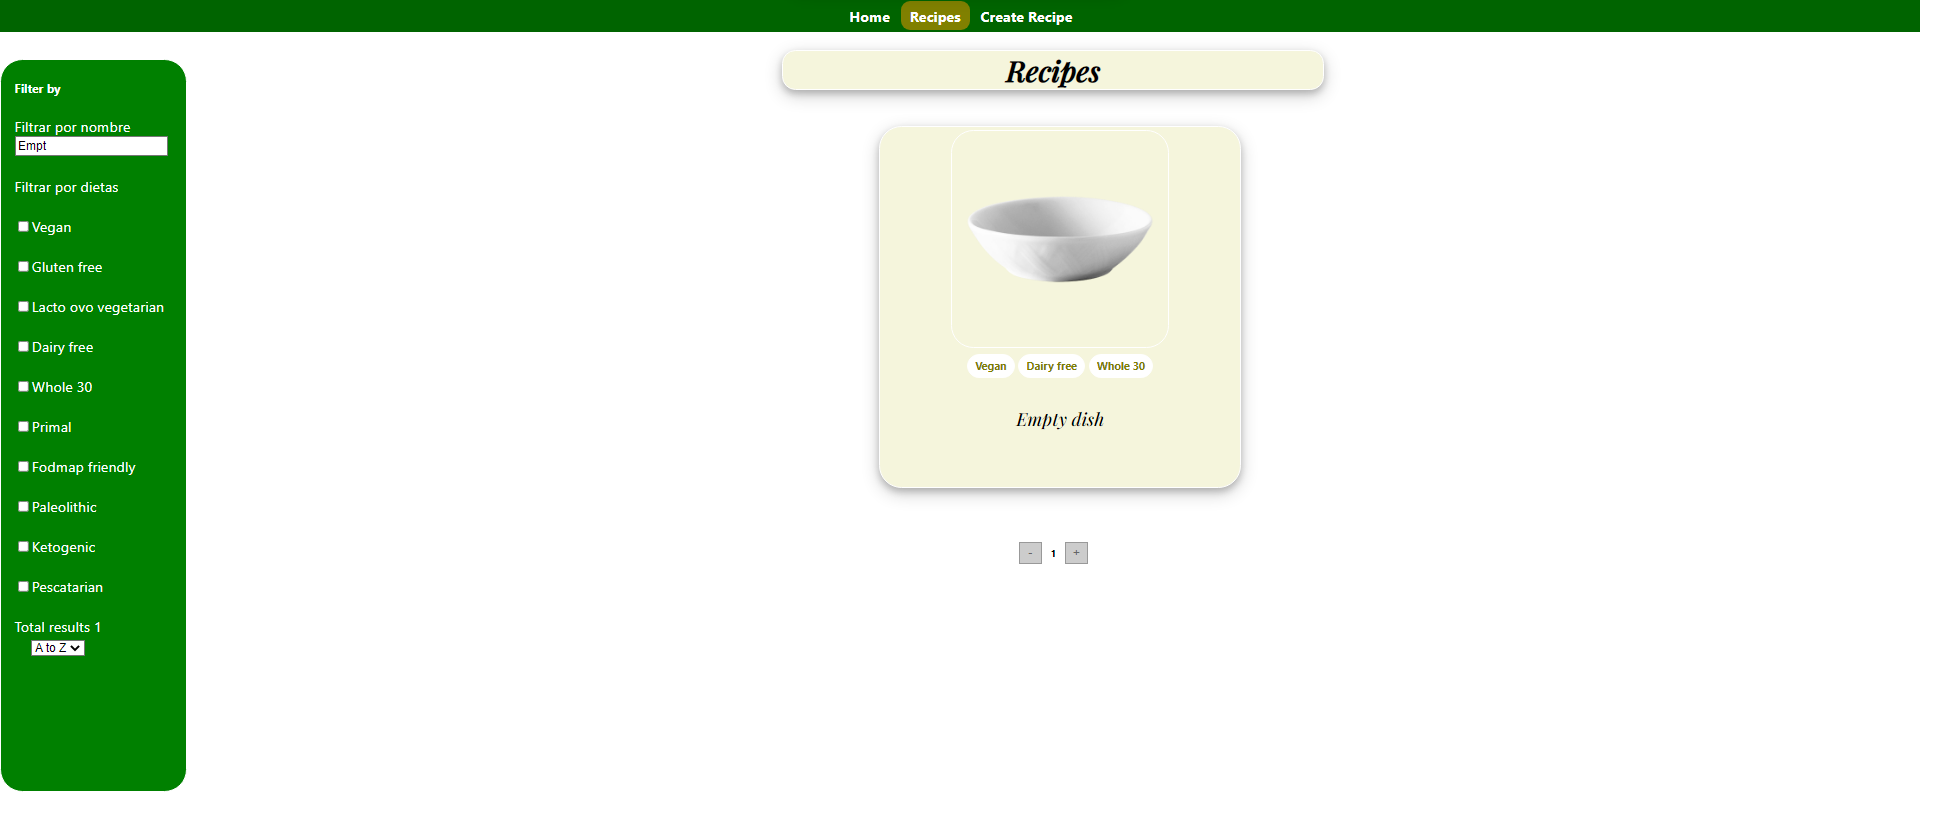 Home Recipes Create Recipe
Filter by
Filtrar por nombre
Empt
Filtrar por dietas
Vegan
Gluten free
Lacto ovo vegetarian
Dairy free
Whole 30
Primal
Fodmap friendly
Paleolithic
Ketogenic
Pescatarian
Total results 1
A to Z
Recipes
Vegan Dairy free Whole 30
Empty dish
- 1 +